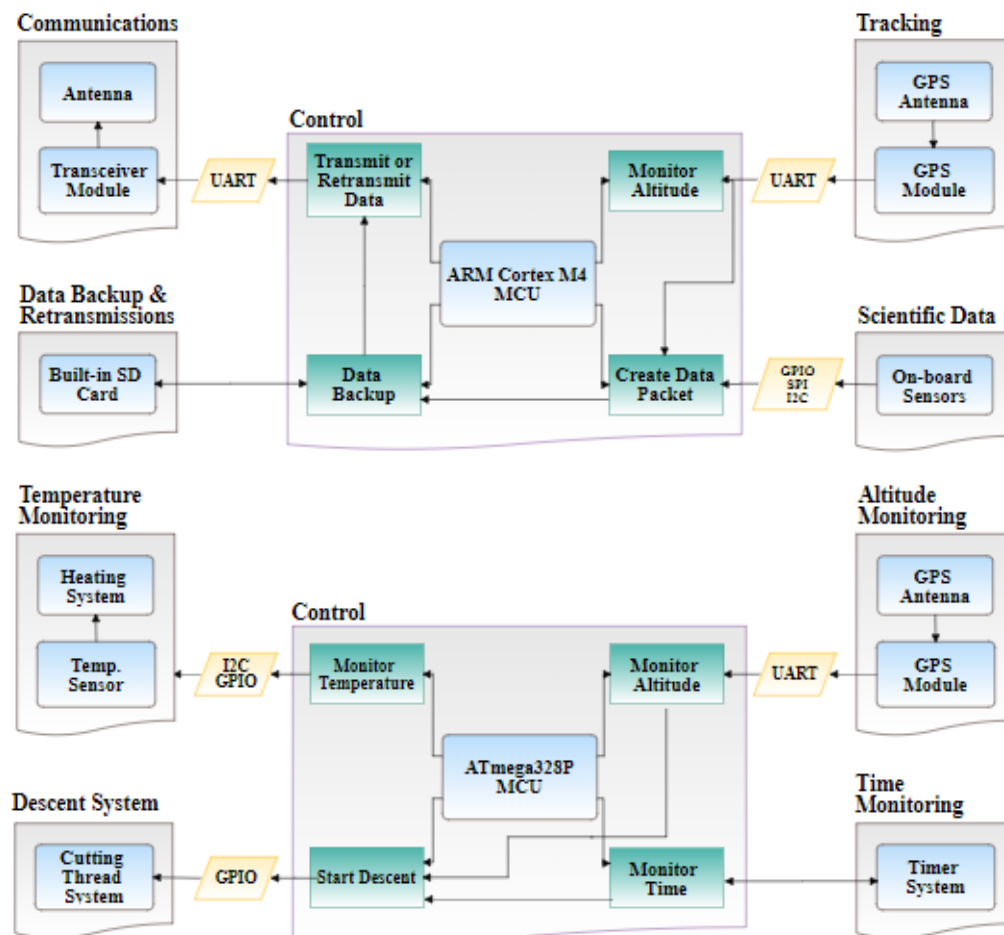 Communications
Antenna
Transceiver
Module
UART
Control
Transmit or
Retransmit
Data
Monitor
Altitude
ARM Cortex M4
MCU
Data
Backup
Create Data
Packet
UART
Tracking
GPS
Antenna
GPS
Module
Data Backup &
Retransmissions
Built-in SD
Card
GPIO
SPI
I2C
Scientific Data
On-board
Sensors
Temperature
Monitoring
Heating
System
Temp.
Sensor
I2C
GPIO
Control
Monitor
Temperature
Monitor
Altitude
ATmega328P
MCU
Start Descent
Monitor
Time
UART
Altitude
Monitoring
GPS
Antenna
GPS
Module
Descent System
Cutting
Thread
System
GPIO
Time
Monitoring
Timer
System